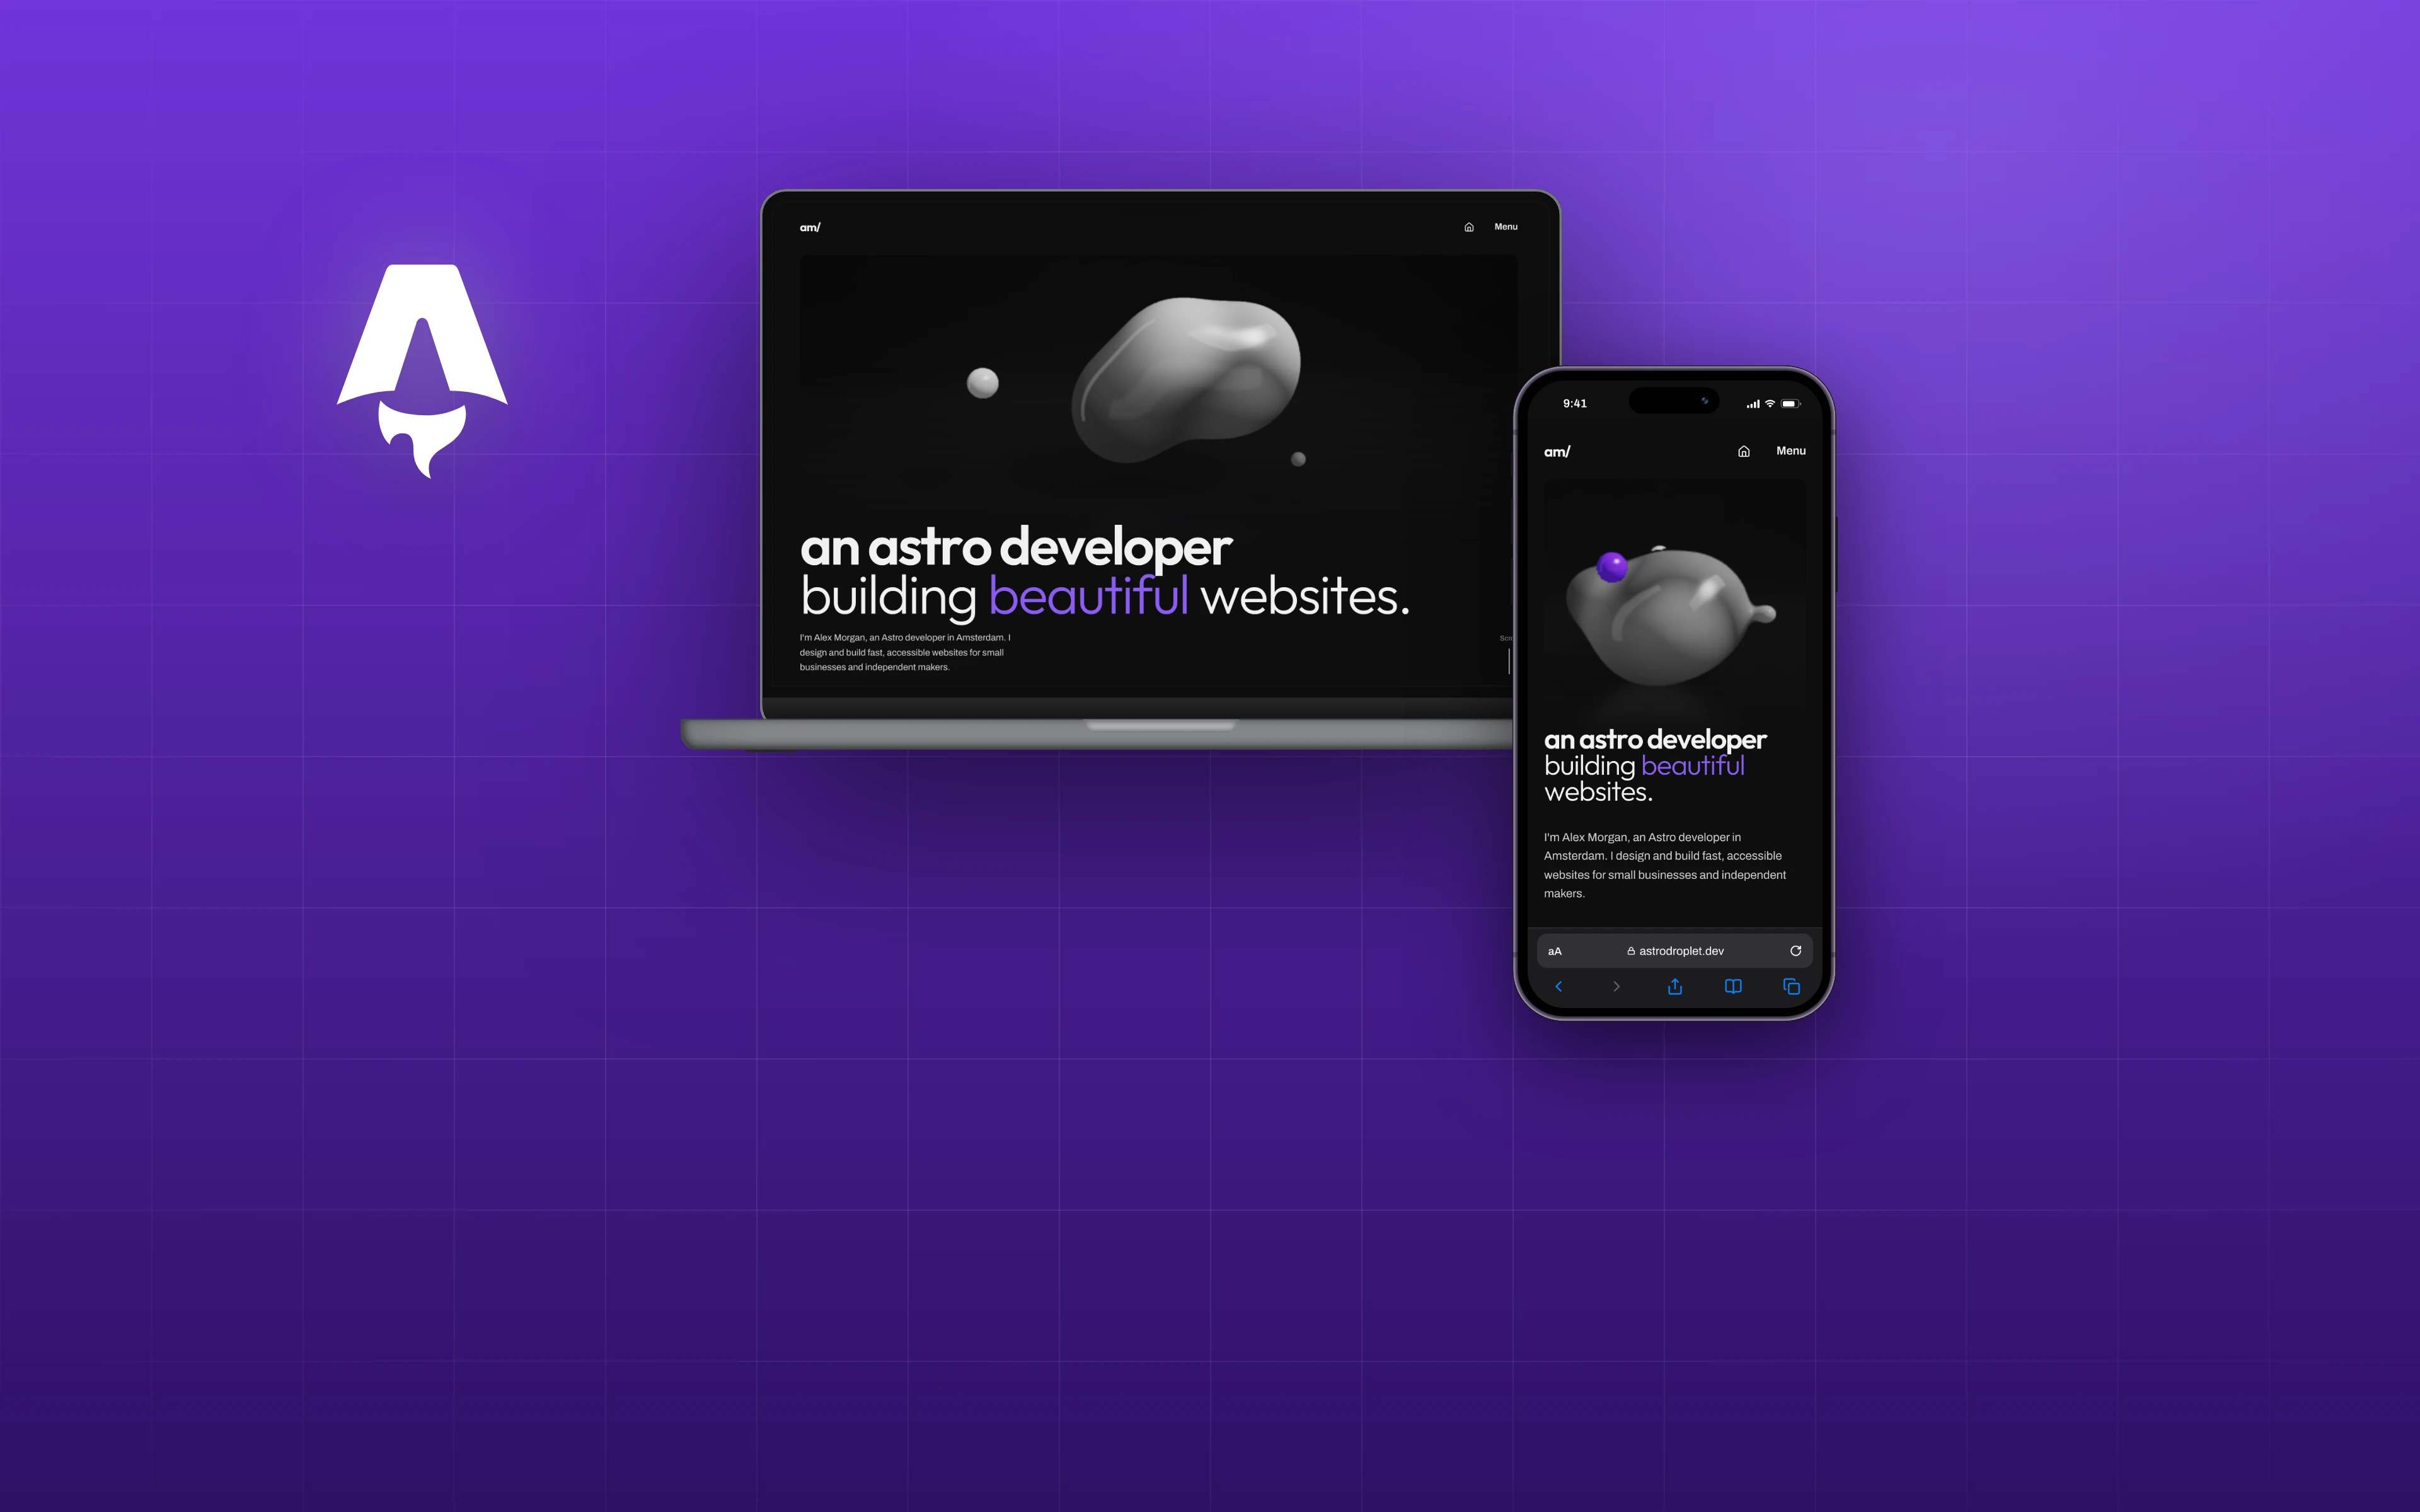 am/
Menu
an astro developer
building beautiful websites.
I'm Alex Morgan, an Astro developer in Amsterdam. I
design and build fast, accessible websites for small
businesses and independent makers.
9:41
am/
Menu
an astro developer
building beautiful
websites.
I'm Alex Morgan, an Astro developer in
Amsterdam. I design and build fast, accessible
websites for small businesses and independent
makers.
aA astrodroplet.dev